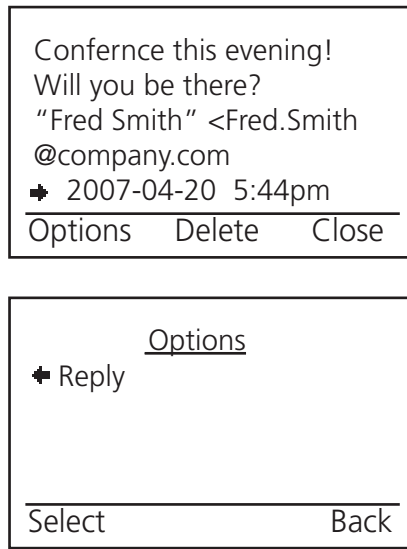 Confernce this evening!
Will you be there?
“Fred Smith” <Fred.Smith
@company.com
2007-04-20 5:44pm
Options Delete Close
Options
Reply
Select Back